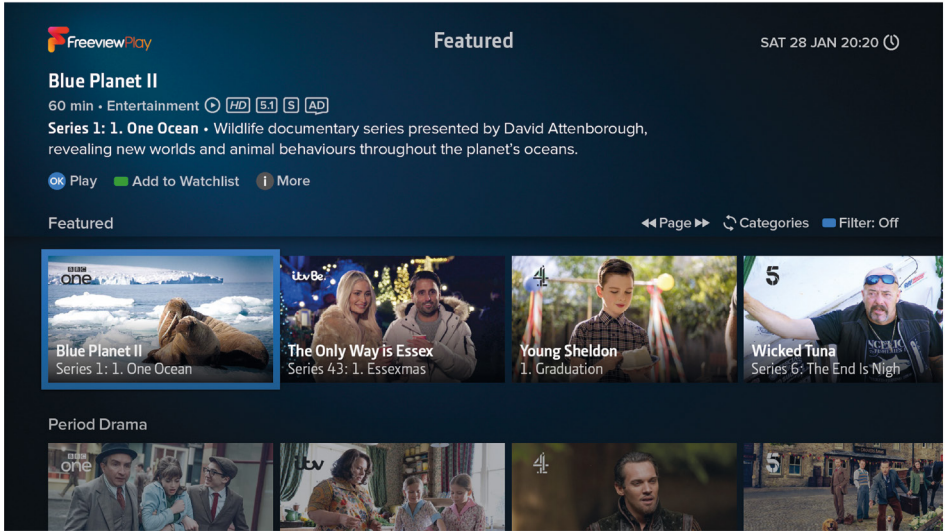 FreeviewPlay
Featured
SAT 28 JAN 20:20
Blue Planet II
60 min • Entertainment HD 5.1 S AD
Series 1: 1. One Ocean • Wildlife documentary series presented by David Attenborough,
revealing new worlds and animal behaviours throughout the planet's oceans.
OK Play Add to Watchlist i More
Featured
Page Categories Filter: Off
BBC
one
itvBe
4
5
SCENIC
Blue Planet II
Series 1: 1. One Ocean
The Only Way is Essex
Series 43: 1. Essexmas
Young Sheldon
1. Graduation
Wicked Tuna
Series 6: The End Is Nigh
Period Drama
BBC
one
itv
4
5